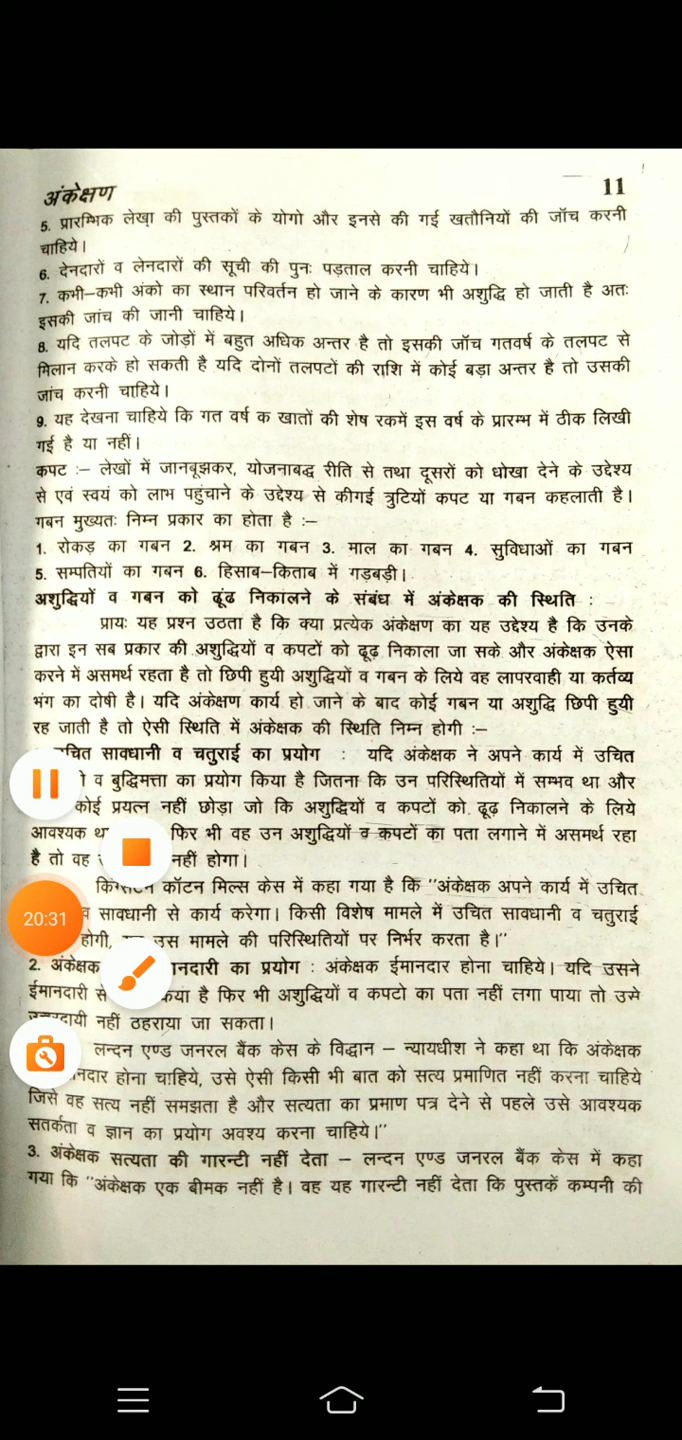 अंकेक्षण
11
5. प्रारम्भिक लेखा की पुस्तकों के योगो और इनसे की गई खतौनियों की जॉच करनी
चाहिये।
6. देनदारों व लेनदारों की सूची की पुनः पड़ताल करनी चाहिये।
7. कभी–कभी अंको का स्थान परिवर्तन हो जाने के कारण भी अशुद्धि हो जाती है अतः
इसकी जांच की जानी चाहिये।
8. यदि तलपट के जोड़ों में बहुत अधिक अन्तर है तो इसकी जॉच गतवर्ष के तलपट से
मिलान करके हो सकती है यदि दोनों तलपटों की राशि में कोई बड़ा अन्तर है तो उसकी
जांच करनी चाहिये।
9. यह देखना चाहिये कि गत वर्ष क खातों की शेष रकमें इस वर्ष के प्रारम्भ में ठीक लिखी
गई है या नहीं।
कपट :– लेखों में जानबूझकर, योजनाबद्ध रीति से तथा दूसरों को धोखा देने के उद्देश्य
से एवं स्वयं को लाभ पहुंचाने के उद्देश्य से कीगई त्रुटियों कपट या गबन कहलाती है।
गबन मुख्यतः निम्न प्रकार का होता है :–
1. रोकड़ का गबन 2. श्रम का गबन 3. माल का गबन 4. सुविधाओं का गबन
5. सम्पतियों का गबन 6. हिसाब–किताब में गड़बड़ी।
अशुद्धियों व गबन को ढूंढ निकालने के संबंध में अंकेक्षक की स्थिति :
प्रायः यह प्रश्न उठता है कि क्या प्रत्येक अंकेक्षण का यह उद्देश्य है कि उनके
द्वारा इन सब प्रकार की अशुद्धियों व कपटों को ढूढ़ निकाला जा सके और अंकेक्षक ऐसा
करने में असमर्थ रहता है तो छिपी हुयी अशुद्धियों व गबन के लिये वह लापरवाही या कर्तव्य
भंग का दोषी है। यदि अंकेक्षण कार्य हो जाने के बाद कोई गबन या अशुद्धि छिपी हुयी
रह जाती है तो ऐसी स्थिति में अंकेक्षक की स्थिति निम्न होगी :–
सावधानी व चतुराई का प्रयोग : यदि अंकेक्षक ने अपने कार्य में उचित
व बुद्धिमत्ता का प्रयोग किया है जितना कि उन परिस्थितियों में सम्भव था और
कोई प्रयत्न नहीं छोड़ा जो कि अशुद्धियों व कपटों को ढूढ़ निकालने के लिये
आवश्यक फिर भी वह उन अशुद्धियों व कपटों का पता लगाने में असमर्थ रहा
है तो वह नहीं होगा।
कॉटन मिल्स केस में कहा गया है कि "अंकेक्षक अपने कार्य में उचित
20:31
व सावधानी से कार्य करेगा। किसी विशेष मामले में उचित सावधानी व चतुराई
होगी, उस मामले की परिस्थितियों पर निर्भर करता है।"
2. अंकेक्षक का प्रयोग : अंकेक्षक ईमानदार होना चाहिये। यदि उसने
ईमानदारी से है फिर भी अशुद्धियों व कपटो का पता नहीं लगा पाया तो उसे
नहीं ठहराया जा सकता।
लन्दन एण्ड जनरल बैंक केस के विद्धान – न्यायधीश ने कहा था कि अंकेक्षक
होना चाहिये, उसे ऐसी किसी भी बात को सत्य प्रमाणित नहीं करना चाहिये
जिसे वह सत्य नहीं समझता है और सत्यता का प्रमाण पत्र देने से पहले उसे आवश्यक
सतर्कता व ज्ञान का प्रयोग अवश्य करना चाहिये।"
3. अंकेक्षक सत्यता की गारन्टी नहीं देता – लन्दन एण्ड जनरल बैंक केस में कहा
गया कि "अंकेक्षक एक बीमक नहीं है। वह यह गारन्टी नहीं देता कि पुस्तकें कम्पनी की